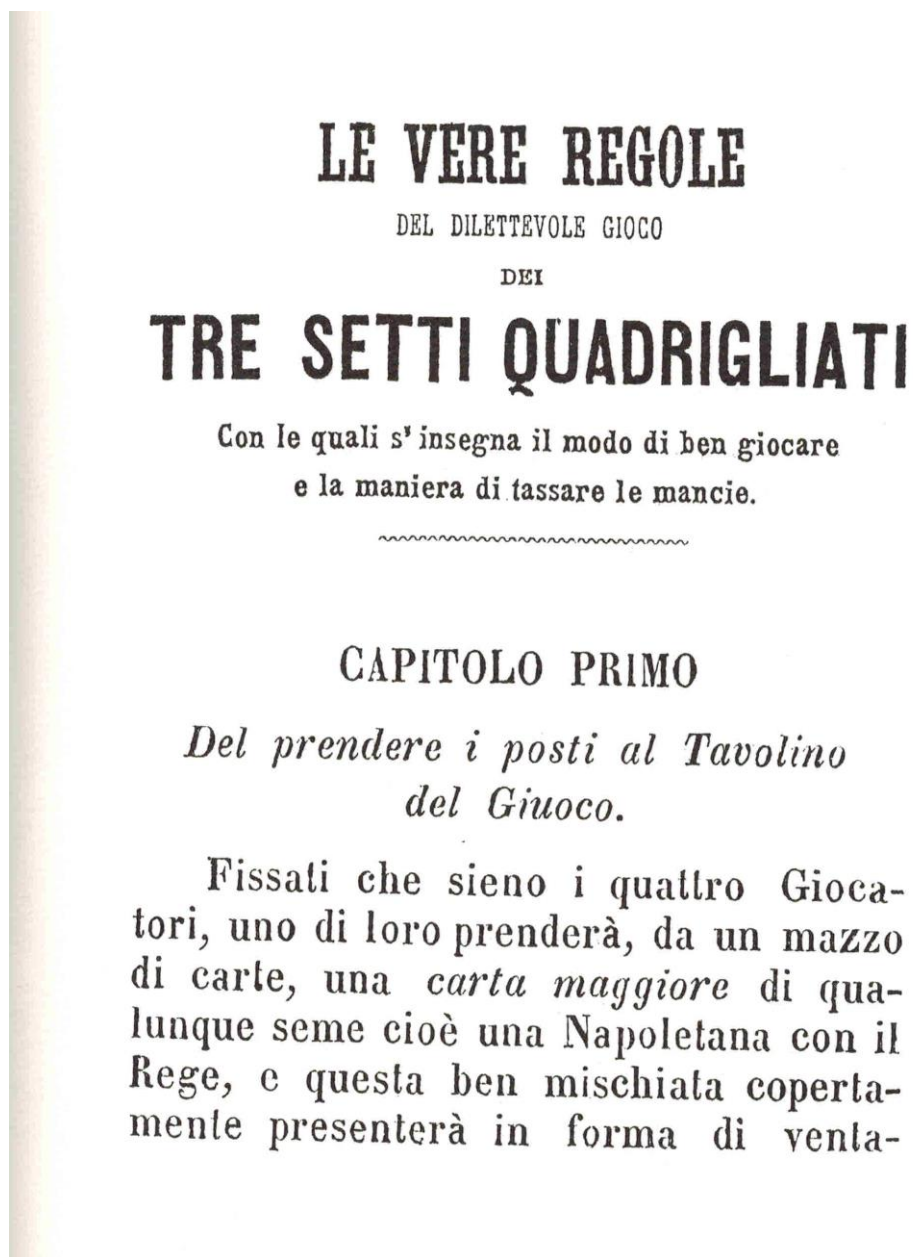 LE VERE REGOLE
DEL DILETTEVOLE GIOCO
DEI
TRE SETTI QUADRIGLIATI
Con le quali s' insegna il modo di ben giocare
e la maniera di tassare le mancie.
CAPITOLO PRIMO
Del prendere i posti al Tavolino
del Giuoco.
Fissati che sieno i quattro Gioca-
tori, uno di loro prenderà, da un mazzo
di carte, una carta maggiore di qua-
lunque seme cioè una Napoletana con il
Rege, e questa ben mischiata coperta-
mente presenterà in forma di venta-